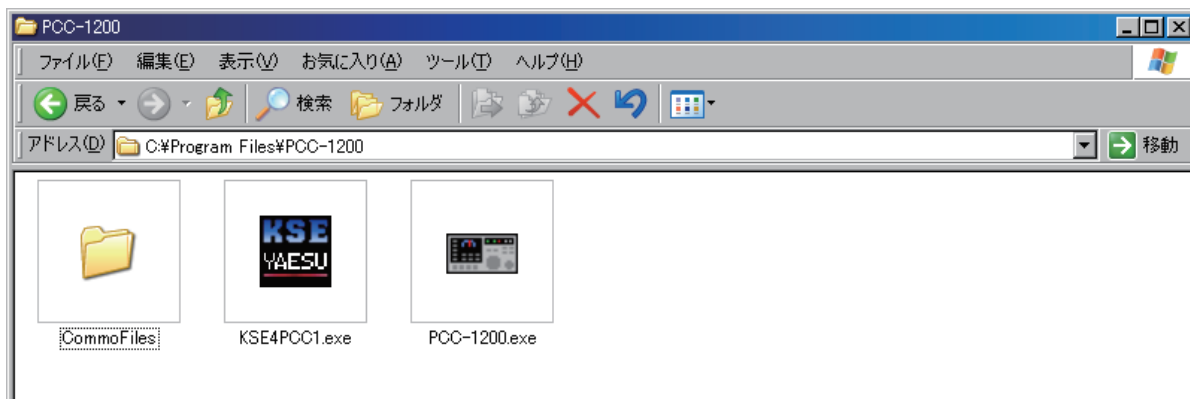 PCC-1200
ファイル(F) 編集(E) 表示(V) お気に入り(A) ツール(T) ヘルプ(H)
戻る 検索 フォルダ
アドレス(D) C:¥Program Files¥PCC-1200 移動
KSE
YAESU
CommoFiles KSE4PCC1.exe PCC-1200.exe